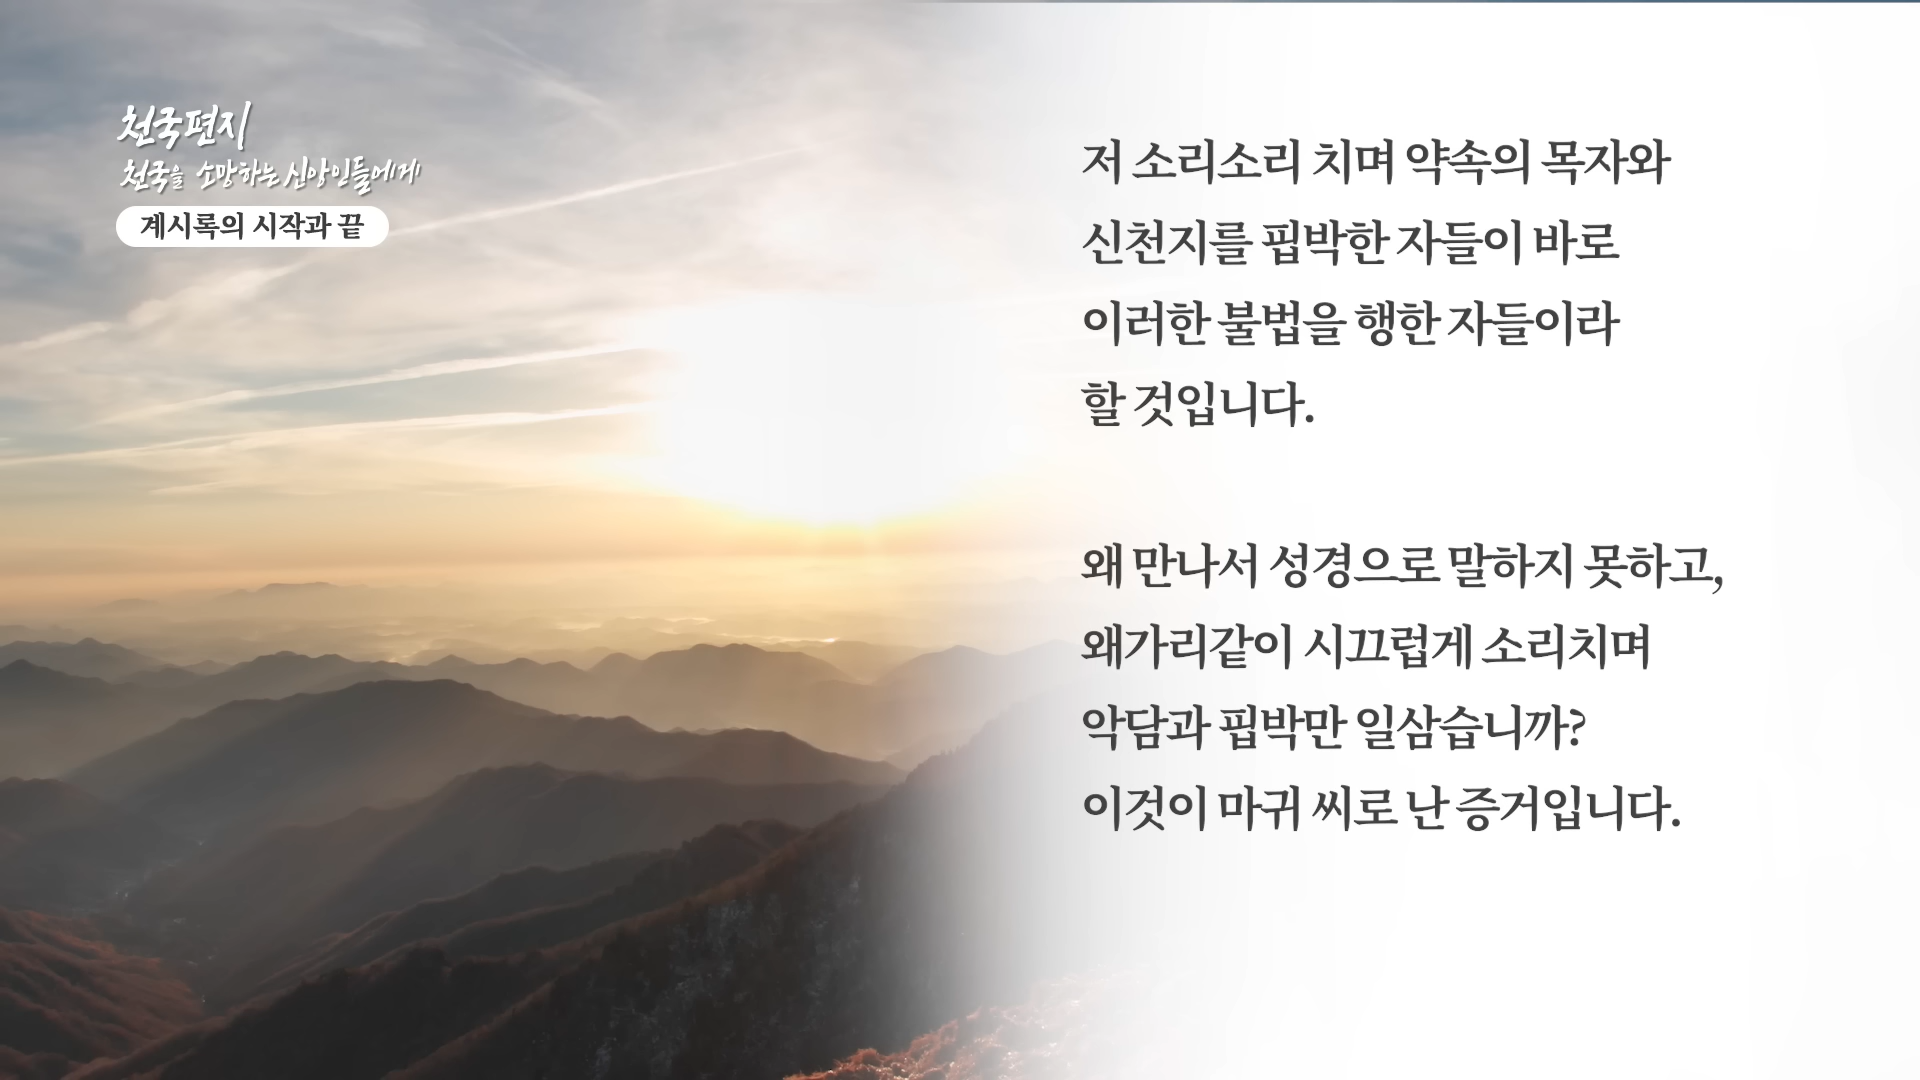 천국편지
천국을 소망하는 신앙인들에게
계시록의 시작과 끝
저 소리소리 치며 약속의 목자와
신천지를 핍박한 자들이 바로
이러한 불법을 행한 자들이라
할 것입니다.
왜 만나서 성경으로 말하지 못하고,
왜가리같이 시끄럽게 소리치며
악담과 핍박만 일삼습니까?
이것이 마귀 씨로 난 증거입니다.